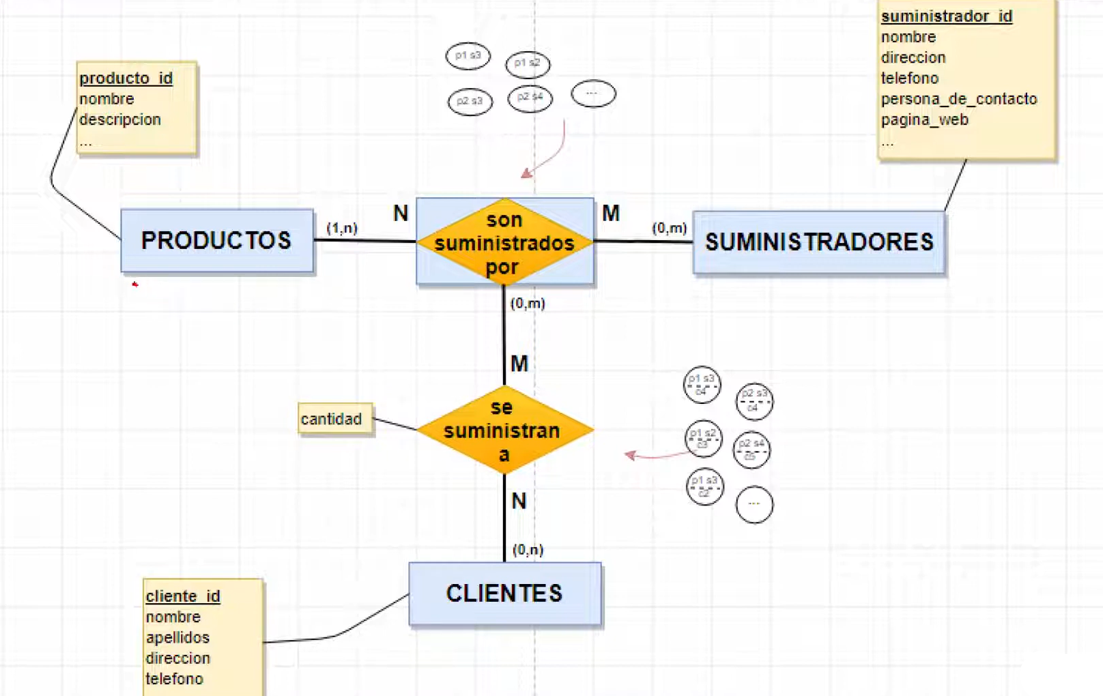 suministrador_id
nombre
direccion
telefono
persona_de_contacto
pagina_web
...
producto_id
nombre
descripcion
...
p1 s3
p1 s2
p2 s3
p2 s4
...
PRODUCTOS
(1,n)
N
son
suministrados
por
M
(0,m)
SUMINISTRADORES
(0,m)
M
cantidad
se
suministran
a
p1 s3
c4
p2 s3
c4
p1 s2
c3
p2 s4
c5
p1 s3
c2
...
N
(0,n)
CLIENTES
cliente_id
nombre
apellidos
direccion
telefono